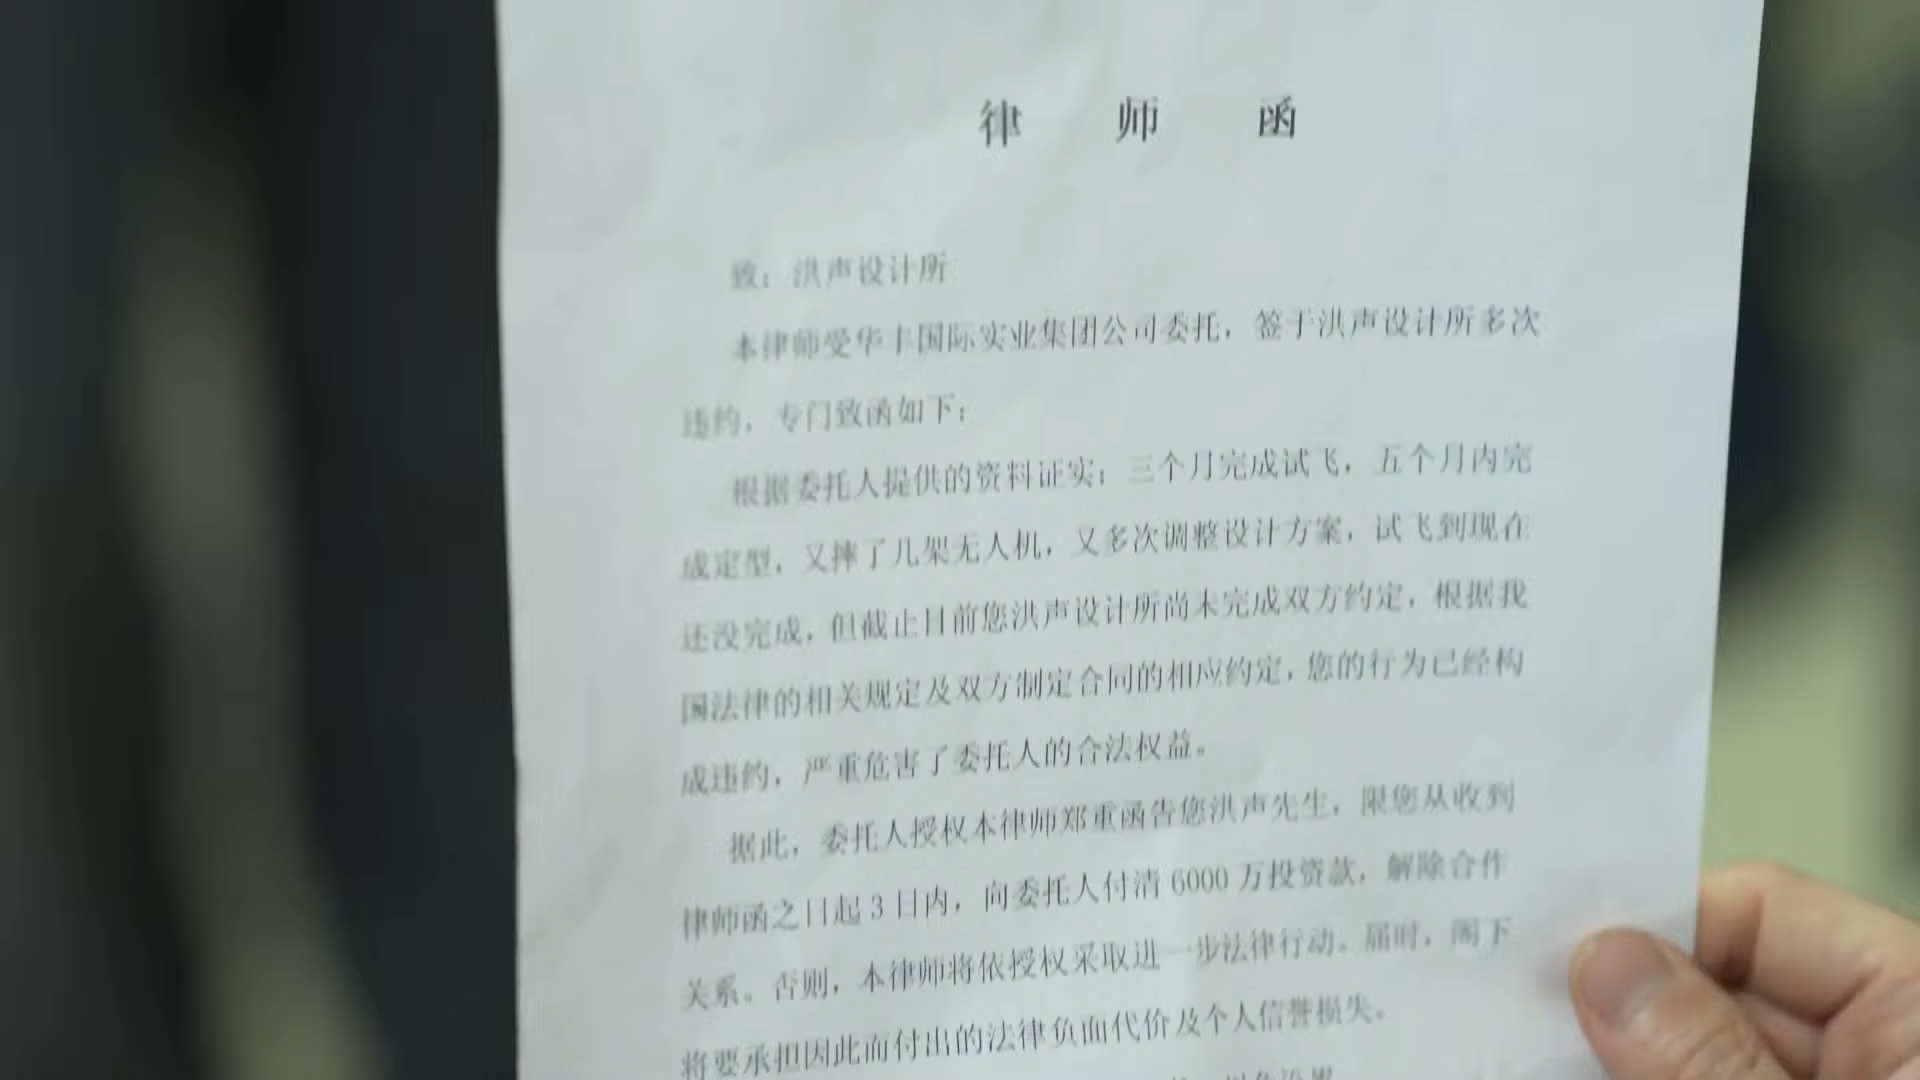 律师函
致：洪声设计所
本律师受华丰国际实业集团公司委托，签于洪声设计所多次
违约，专门致函如下：
根据委托人提供的资料证实：三个月完成试飞，五个月内完
成定型，又摔了几架无人机，又多次调整设计方案，试飞到现在
还没完成，但截止目前您洪声设计所尚未完成双方约定，根据我
国法律的相关规定及双方制定合同的相应约定，您的行为已经构
成违约，严重危害了委托人的合法权益。
据此，委托人授权本律师郑重函告您洪声先生，限您从收到
律师函之日起3日内，向委托人付清6000万投资款，解除合作
关系。否则，本律师将依授权采取进一步法律行动。届时，阁下
将要承担因此而付出的法律负面代价及个人信誉损失。